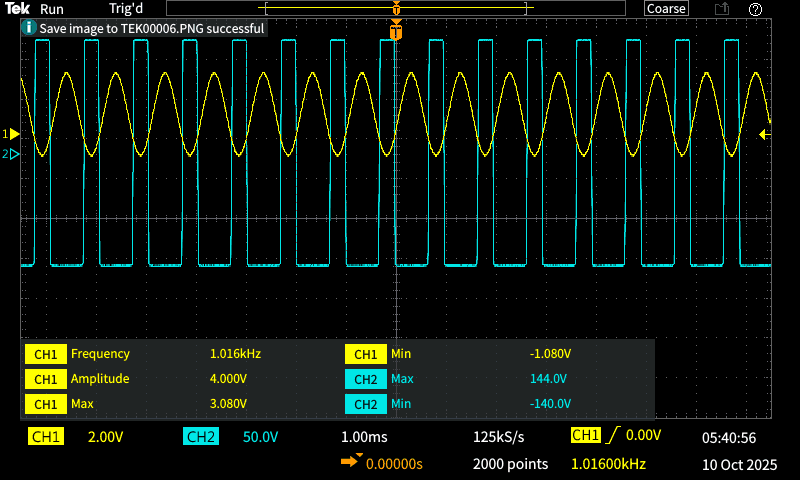 Tek Run Trig'd T Coarse ?
i Save image to TEK00006.PNG successful
T
1
2
CH1 Frequency 1.016kHz CH1 Min -1.080V
CH1 Amplitude 4.000V CH2 Max 144.0V
CH1 Max 3.080V CH2 Min -140.0V
CH1 2.00V CH2 50.0V 1.00ms 125kS/s CH1 0.00V 05:40:56
0.00000s 2000 points 1.01600kHz 10 Oct 2025